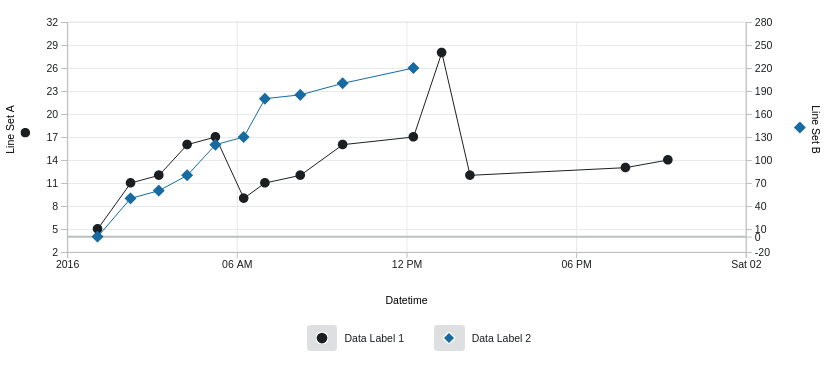 32
29
26
23
20
17
14
11
8
5
2
Line Set A
280
250
220
190
160
130
100
70
40
10
0
-20
Line Set B
2016
06 AM
12 PM
06 PM
Sat 02
Datetime
Data Label 1
Data Label 2